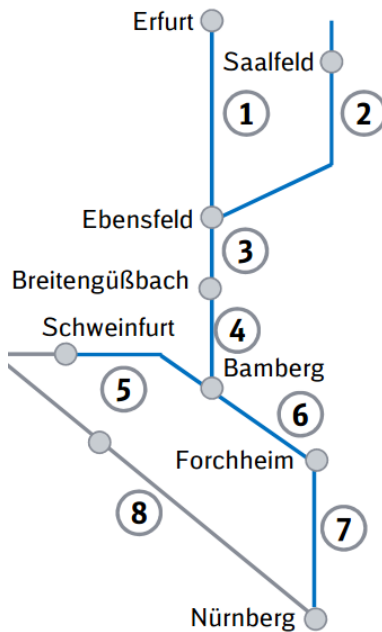 Erfurt
Saalfeld
1
2
Ebensfeld
3
Breitengüßbach
4
Schweinfurt
Bamberg
5
6
Forchheim
8
7
Nürnberg